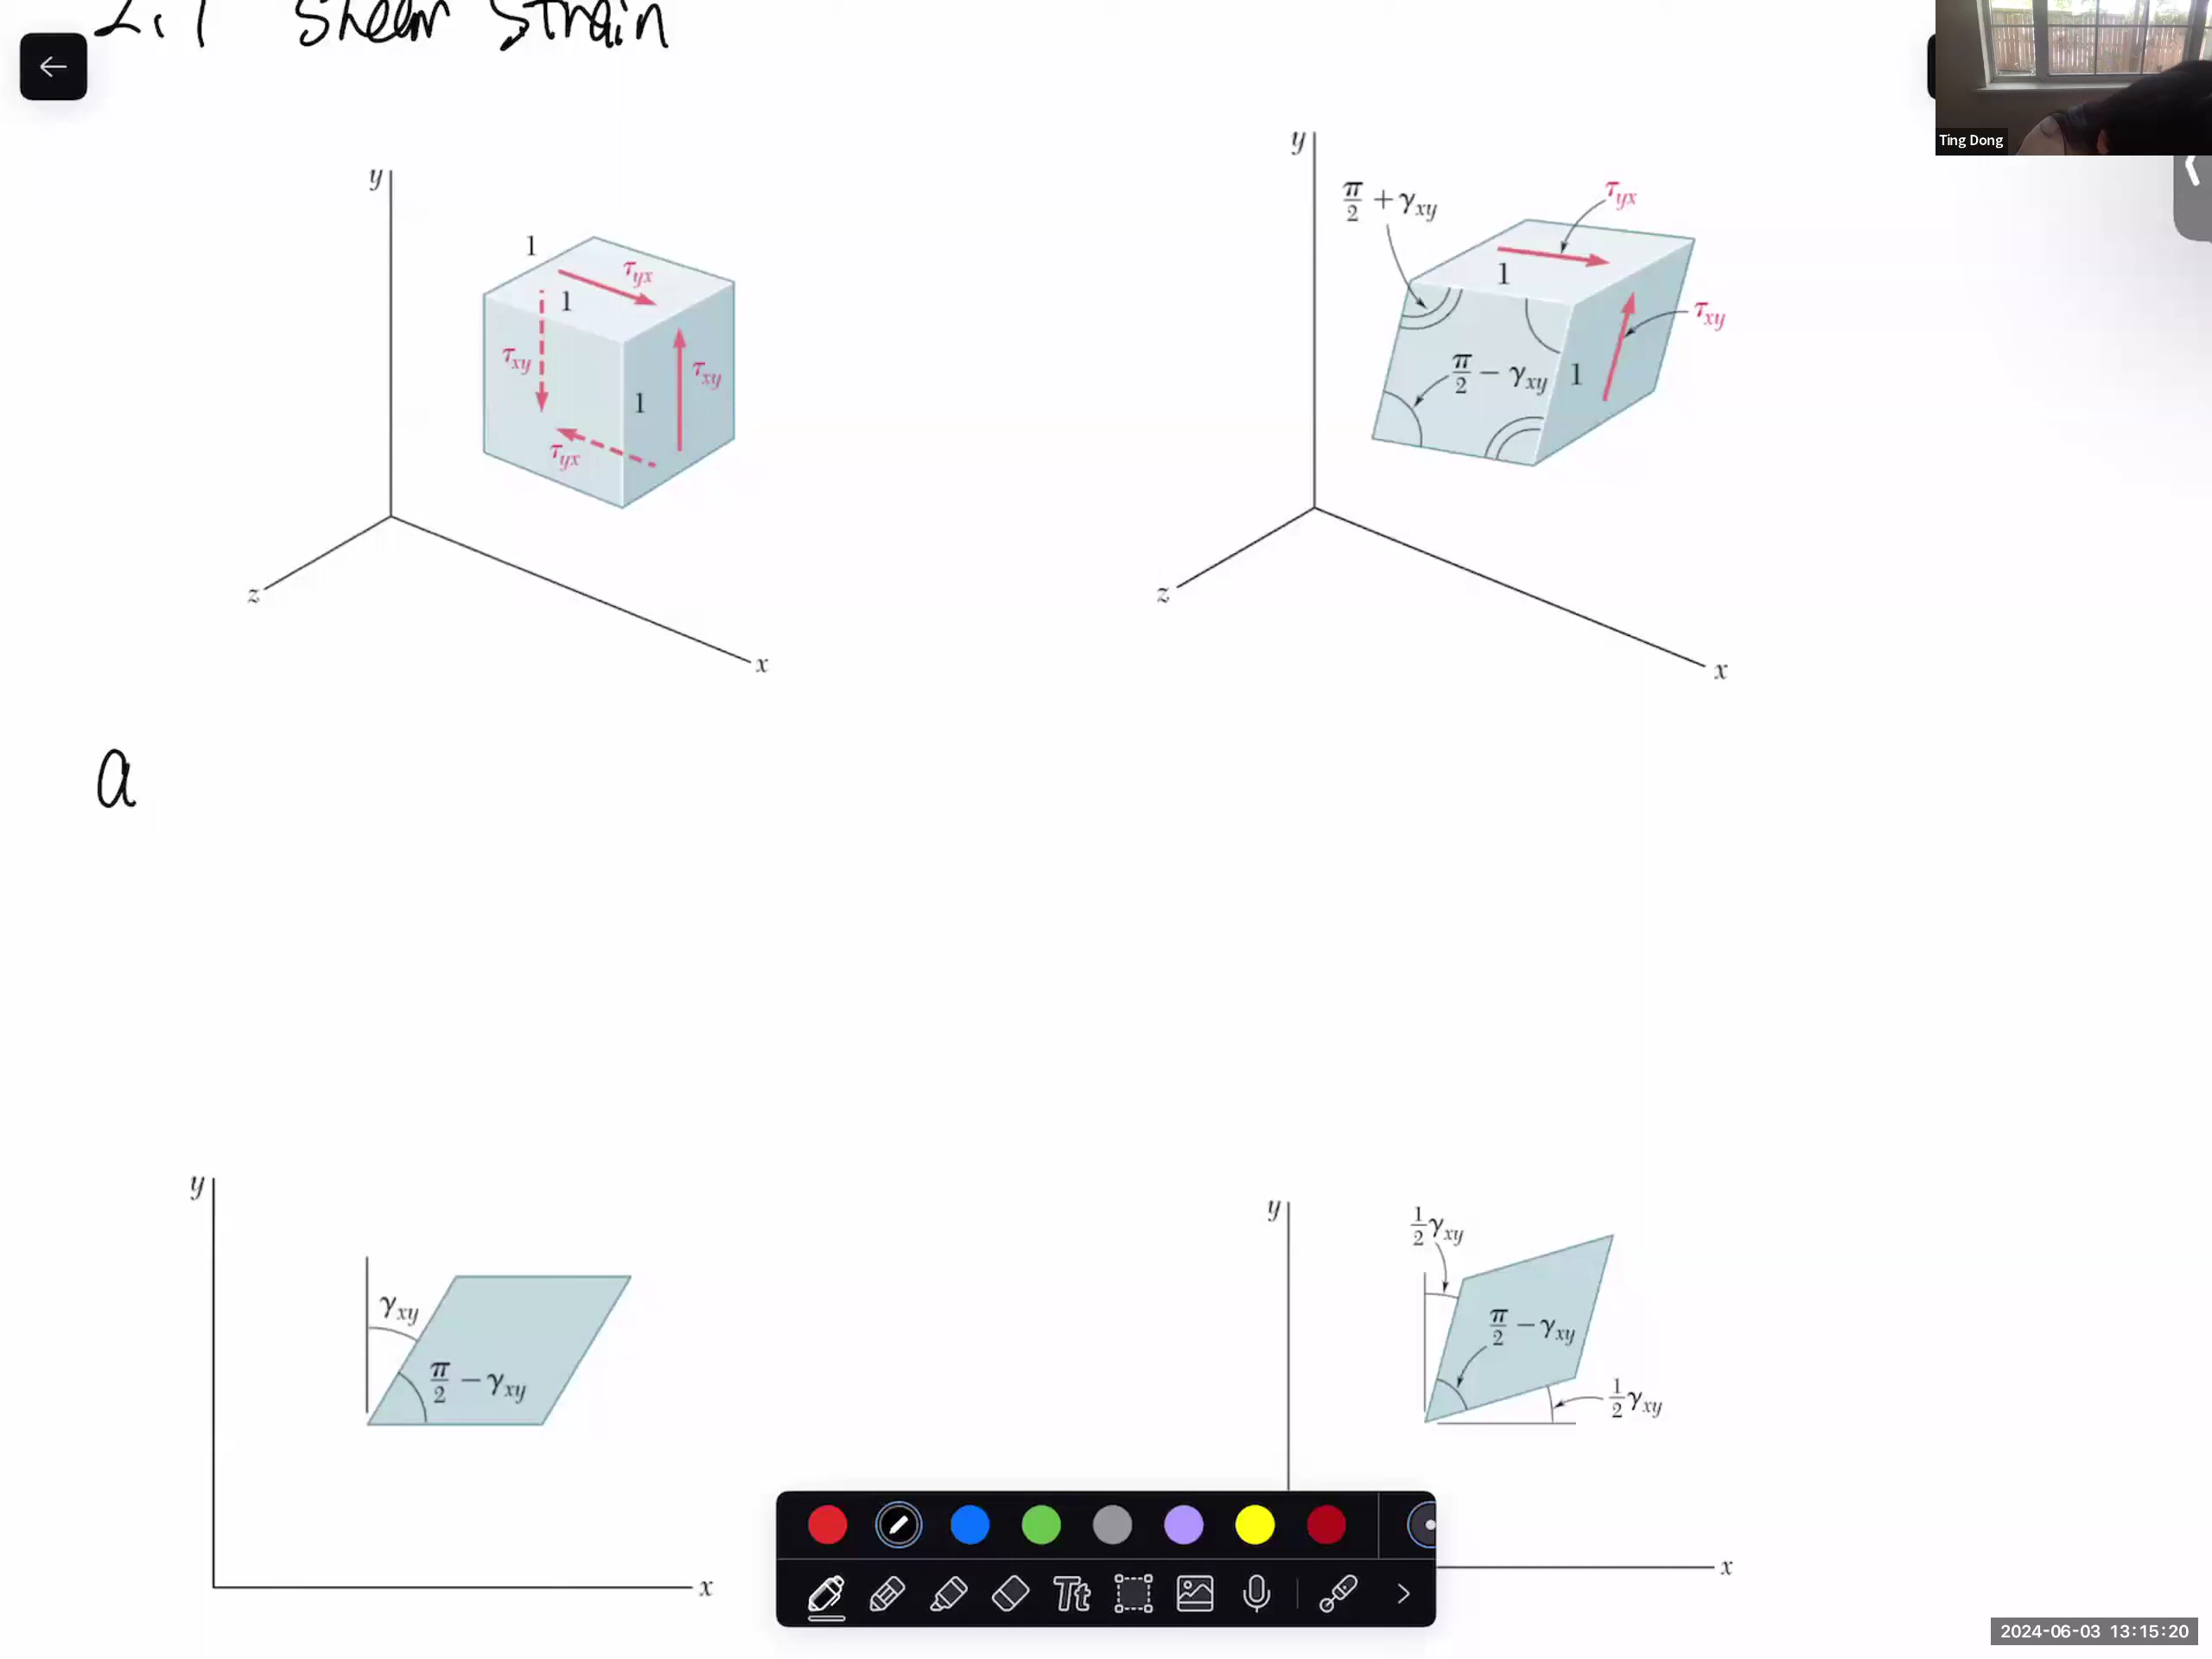 2.1 Shear Strain
Ting Dong
y
1
τyx
1
τxy
τxy
1
τyx
z
x
y
π/2 + γxy
τyx
1
τxy
π/2 − γxy
1
z
x
a
y
γxy
π/2 − γxy
x
y
1/2 γxy
π/2 − γxy
1/2 γxy
x
Tt
2024-06-03 13:15:20